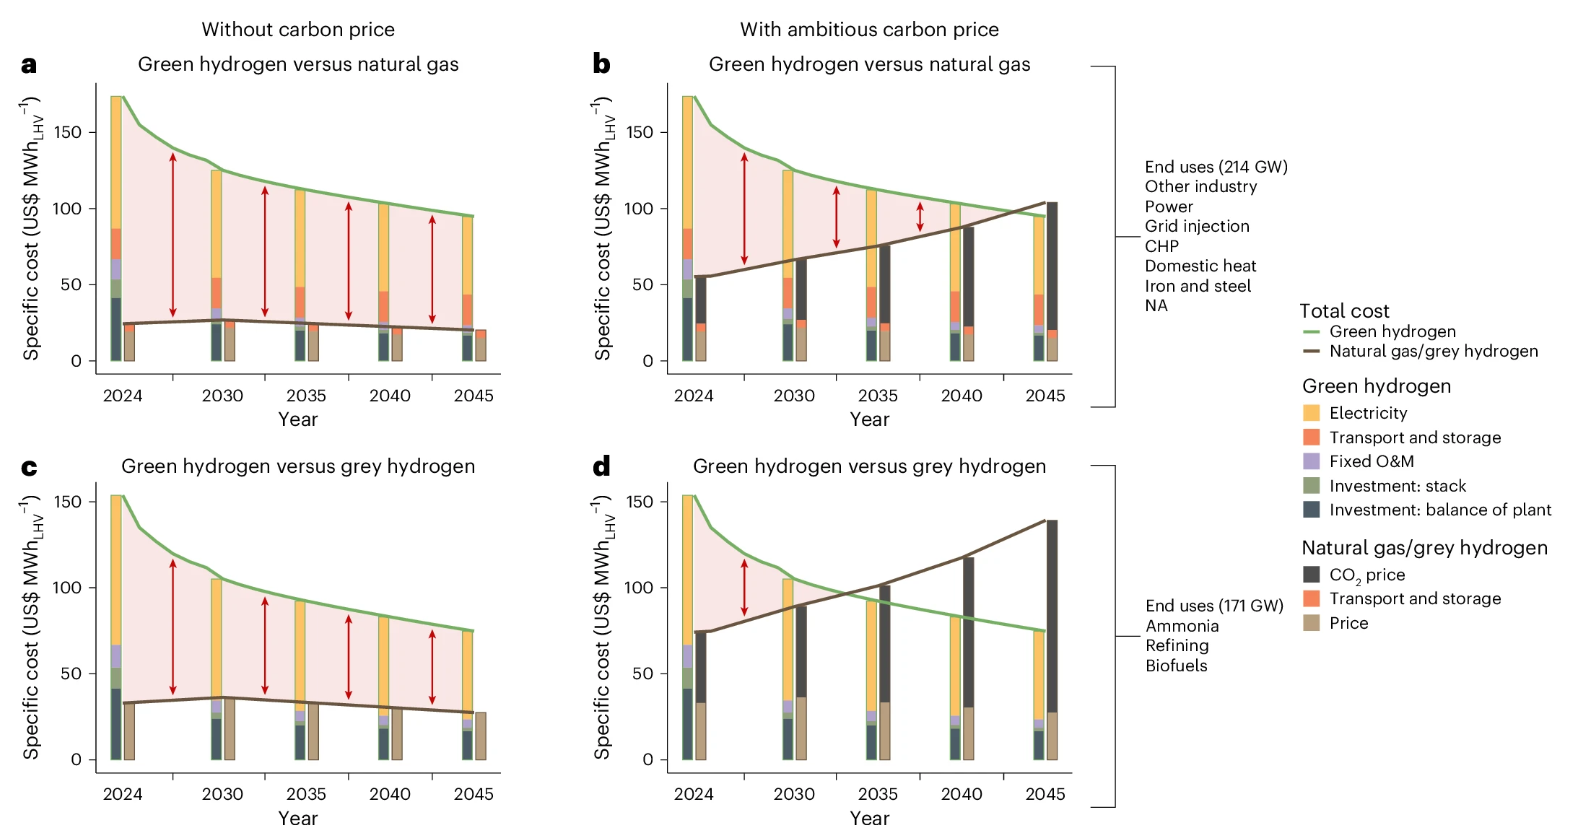 Without carbon price
With ambitious carbon price
a
Green hydrogen versus natural gas
Specific cost (US$ MWh_LHV^−1)
150
100
50
0
2024 2030 2035 2040 2045
Year
b
Green hydrogen versus natural gas
Specific cost (US$ MWh_LHV^−1)
150
100
50
0
2024 2030 2035 2040 2045
Year
End uses (214 GW)
Other industry
Power
Grid injection
CHP
Domestic heat
Iron and steel
NA
c
Green hydrogen versus grey hydrogen
Specific cost (US$ MWh_LHV^−1)
150
100
50
0
2024 2030 2035 2040 2045
Year
d
Green hydrogen versus grey hydrogen
Specific cost (US$ MWh_LHV^−1)
150
100
50
0
2024 2030 2035 2040 2045
Year
End uses (171 GW)
Ammonia
Refining
Biofuels
Total cost
Green hydrogen
Natural gas/grey hydrogen
Green hydrogen
Electricity
Transport and storage
Fixed O&M
Investment: stack
Investment: balance of plant
Natural gas/grey hydrogen
CO₂ price
Transport and storage
Price